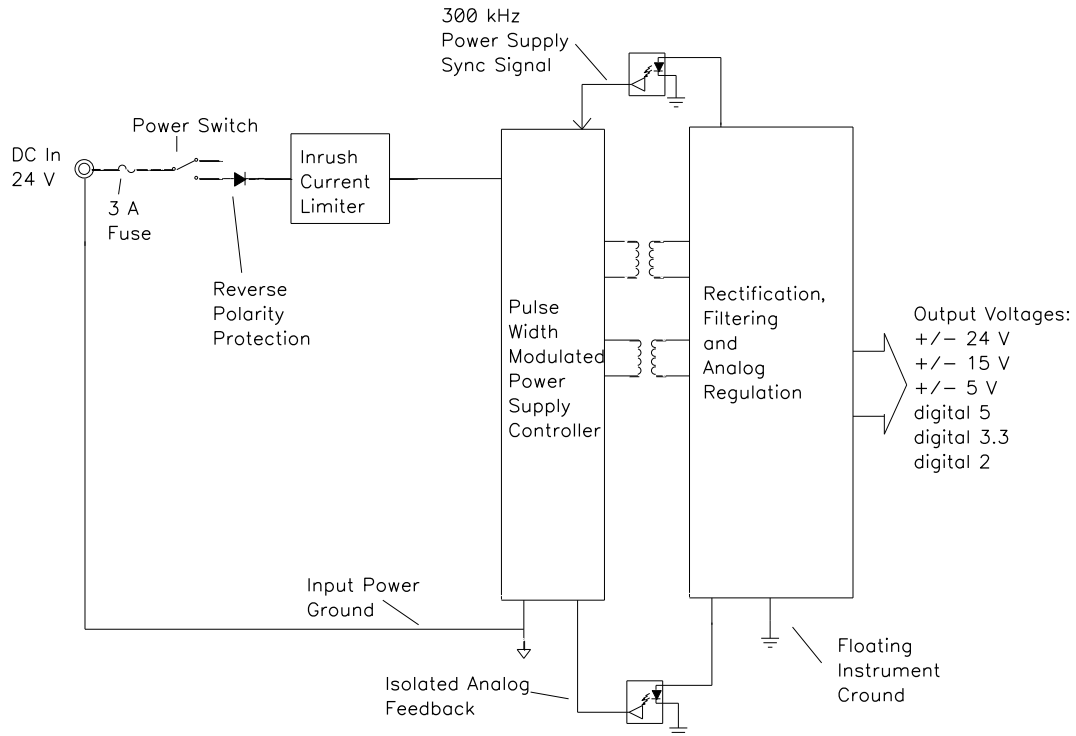 300 kHz
Power Supply
Sync Signal
Power Switch
DC In
24 V
3 A
Fuse
Inrush
Current
Limiter
Reverse
Polarity
Protection
Pulse
Width
Modulated
Power
Supply
Controller
Rectification,
Filtering
and
Analog
Regulation
Output Voltages:
+/- 24 V
+/- 15 V
+/- 5 V
digital 5
digital 3.3
digital 2
Input Power
Ground
Isolated Analog
Feedback
Floating
Instrument
Cround